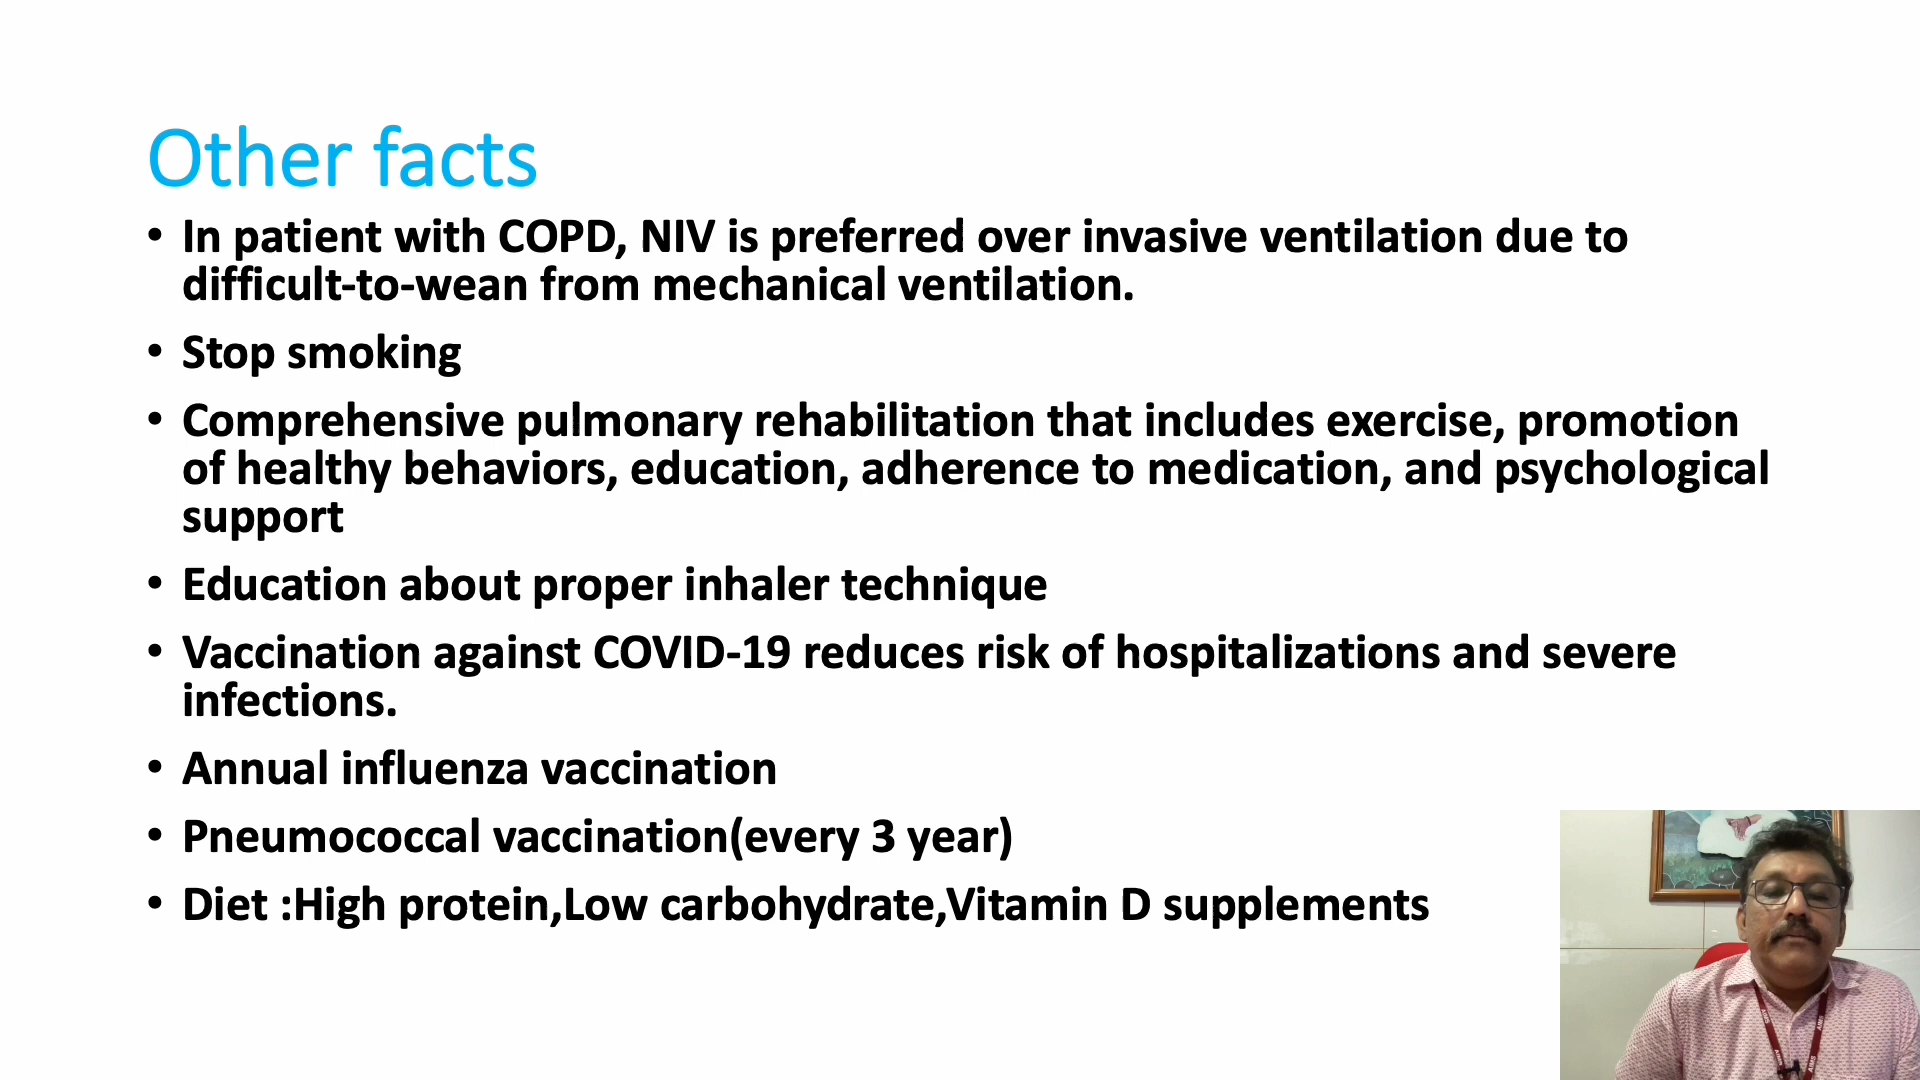 Other facts
• In patient with COPD, NIV is preferred over invasive ventilation due to
difficult-to-wean from mechanical ventilation.
• Stop smoking
• Comprehensive pulmonary rehabilitation that includes exercise, promotion
of healthy behaviors, education, adherence to medication, and psychological
support
• Education about proper inhaler technique
• Vaccination against COVID-19 reduces risk of hospitalizations and severe
infections.
• Annual influenza vaccination
• Pneumococcal vaccination(every 3 year)
• Diet :High protein,Low carbohydrate,Vitamin D supplements